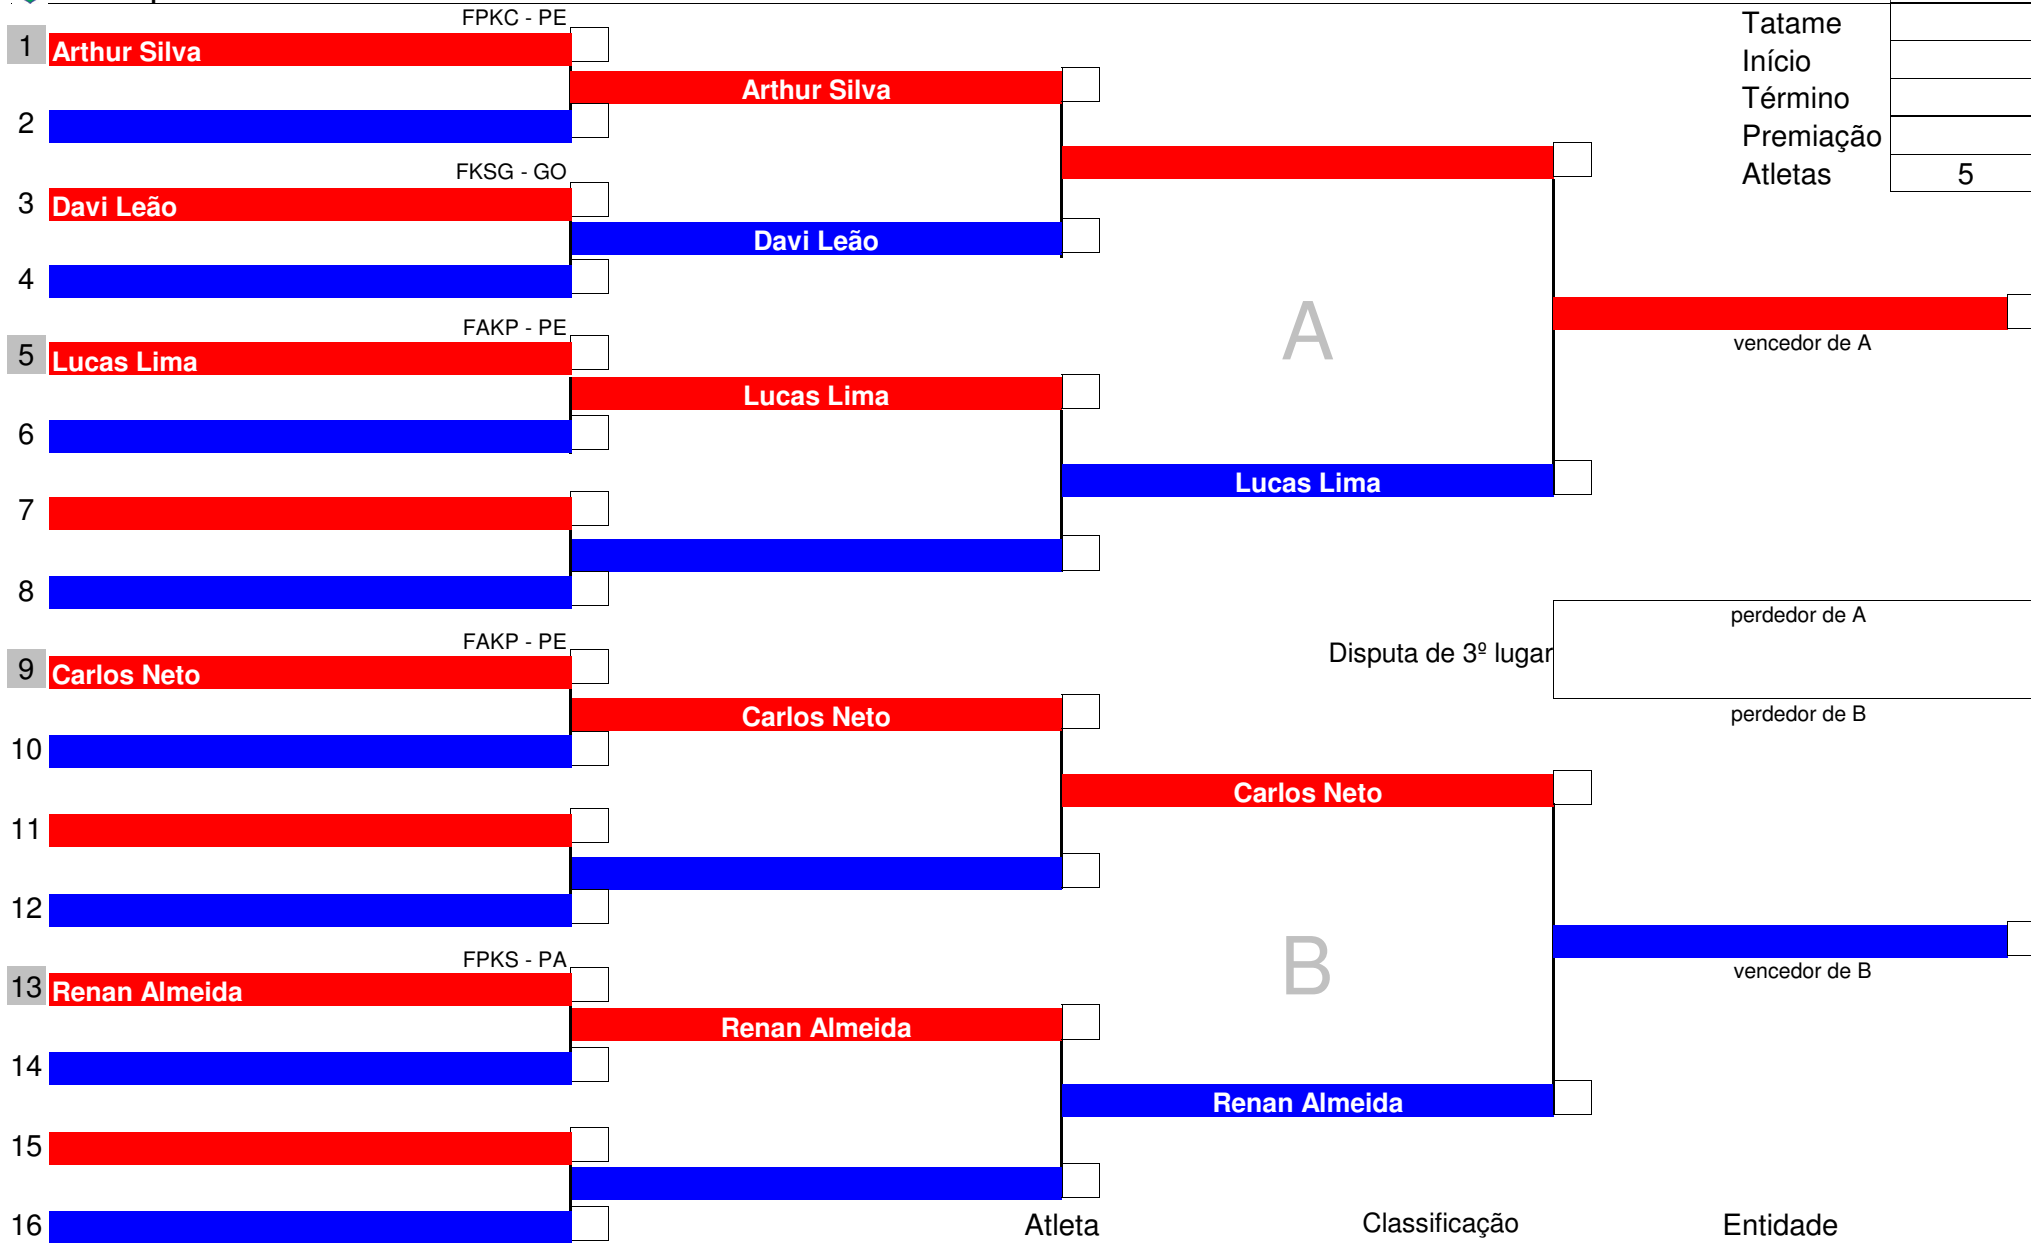 FPKC - PE
Tatame
1 Arthur Silva
Início
Arthur Silva
Término
2
Premiação
FKSG - GO
Atletas 5
3 Davi Leão
Davi Leão
4
A
FAKP - PE
vencedor de A
5 Lucas Lima
Lucas Lima
6
Lucas Lima
7
8
perdedor de A
FAKP - PE
Disputa de 3º lugar
9 Carlos Neto
Carlos Neto
perdedor de B
10
Carlos Neto
11
12
FPKS - PA
B
vencedor de B
13 Renan Almeida
Renan Almeida
14
Renan Almeida
15
16
Atleta Classificação Entidade